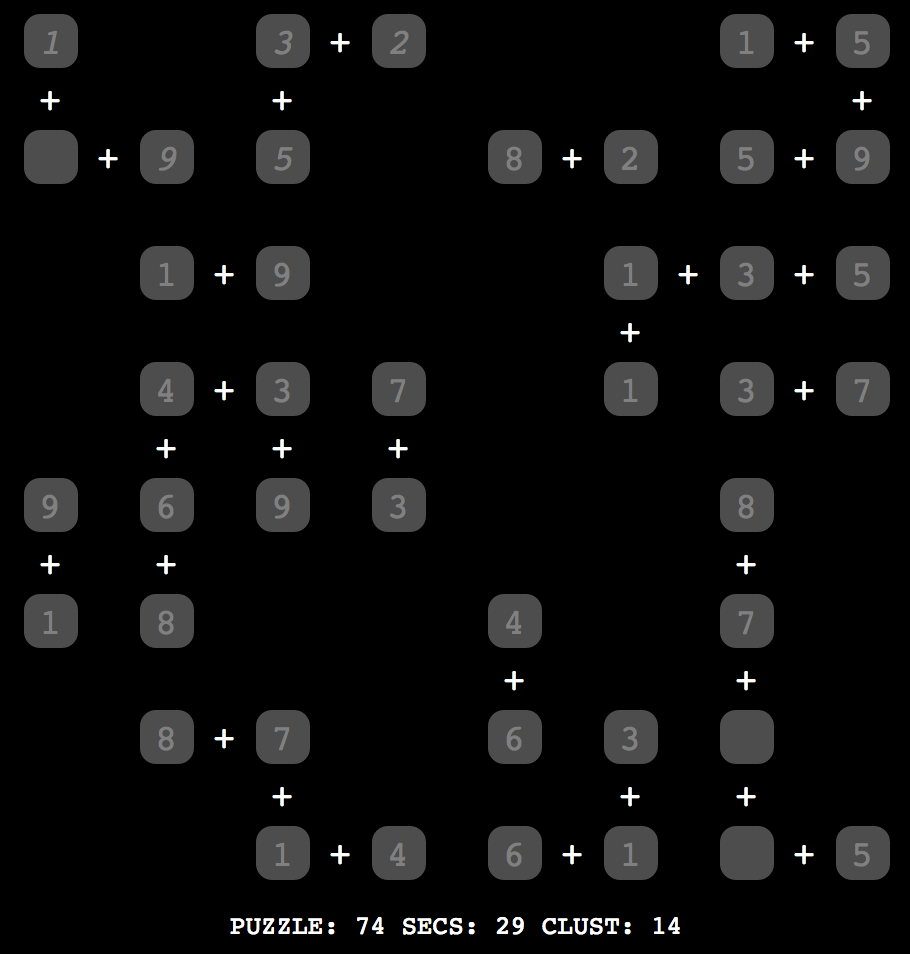 1 3 + 2 1 + 5
+ + +
+ 9 5 8 + 2 5 + 9
1 + 9 1 + 3 + 5
+
4 + 3 7 1 3 + 7
+ + +
9 6 9 3 8
+ + +
1 8 4 7
+ +
8 + 7 6 3
+ + +
1 + 4 6 + 1 + 5
PUZZLE: 74 SECS: 29 CLUST: 14